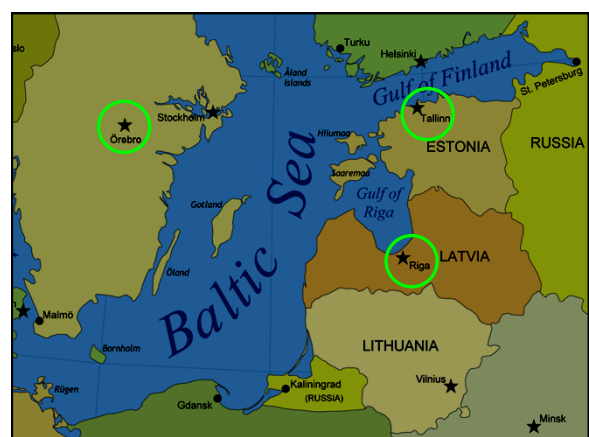 slo
Turku
Helsinki
Åland
Islands
Gulf of Finland
St. Petersburg
Stockholm
Örebro
Tallinn
Hiiumaa
ESTONIA
RUSSIA
Saaremaa
Gulf of
Riga
Gotland
Baltic Sea
Riga
LATVIA
Öland
Malmö
Bornholm
LITHUANIA
Rügen
Kaliningrad
(RUSSIA)
Vilnius
Gdansk
Minsk